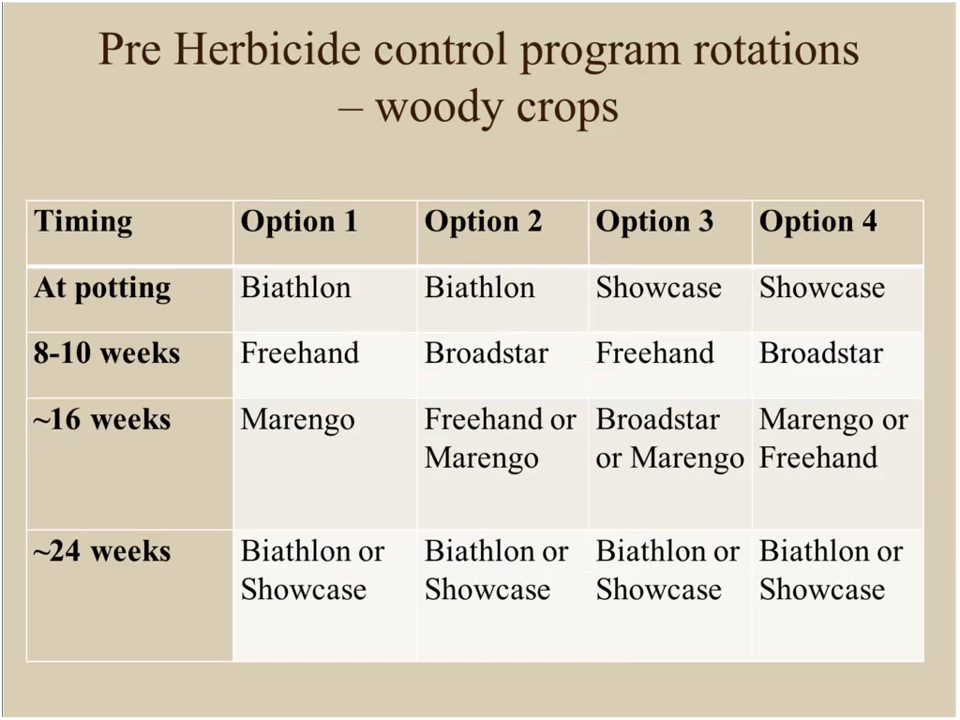 Pre Herbicide control program rotations
– woody crops
Timing Option 1 Option 2 Option 3 Option 4
At potting Biathlon Biathlon Showcase Showcase
8-10 weeks Freehand Broadstar Freehand Broadstar
~16 weeks Marengo Freehand or Broadstar Marengo or
Marengo or Marengo Freehand
~24 weeks Biathlon or Biathlon or Biathlon or Biathlon or
Showcase Showcase Showcase Showcase